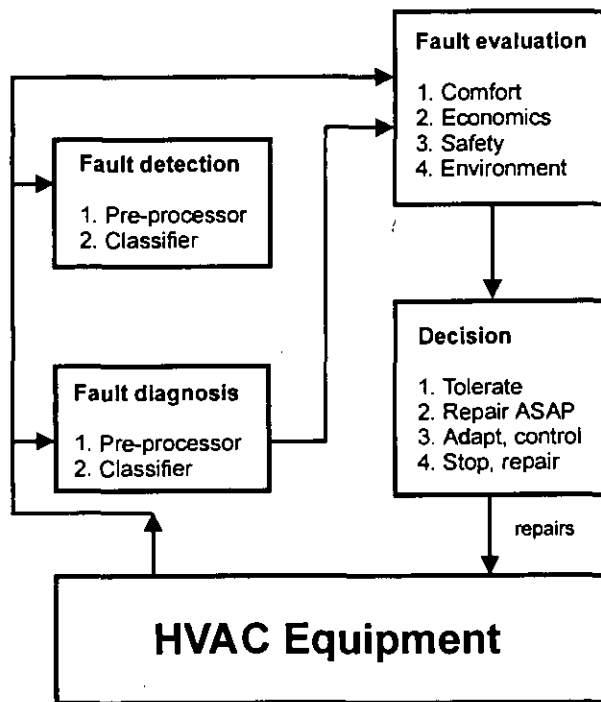 Fault evaluation
1. Comfort
2. Economics
3. Safety
4. Environment
Fault detection
1. Pre-processor
2. Classifier
Decision
1. Tolerate
2. Repair ASAP
3. Adapt, control
4. Stop, repair
Fault diagnosis
1. Pre-processor
2. Classifier
repairs
HVAC Equipment